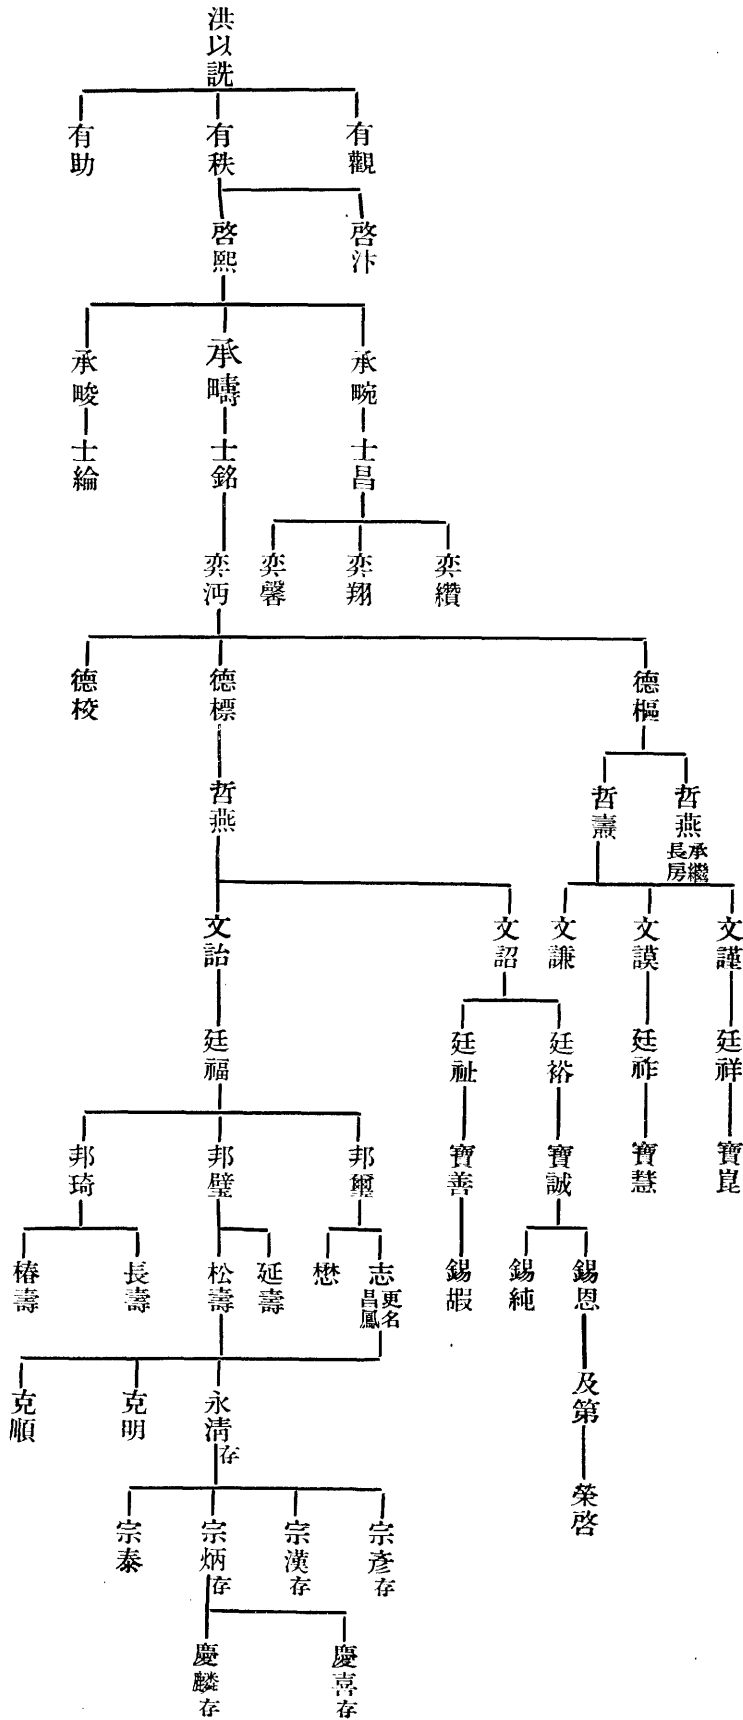 洪以詵
有觀
有秩
有助
啓汴
啓熙
承畹
承疇
承畯
士昌
士銘
士綸
奕纘
奕翔
奕馨
奕沔
德樞
德標
德校
哲燕 承繼長房
哲燾
哲燕
文謹
文謨
文謙
文詔
文詒
廷祥
廷祚
廷裕
廷祉
廷福
寶崑
寶慧
寶誠
寶善
邦璽
邦璧
邦琦
錫恩
錫純
錫嘏
志 更名昌鳳
懋
延壽
松壽
長壽
椿壽
及第
永清 存
克明
克順
榮啓
宗彥 存
宗漢 存
宗炳 存
宗泰
慶喜 存
慶麟 存